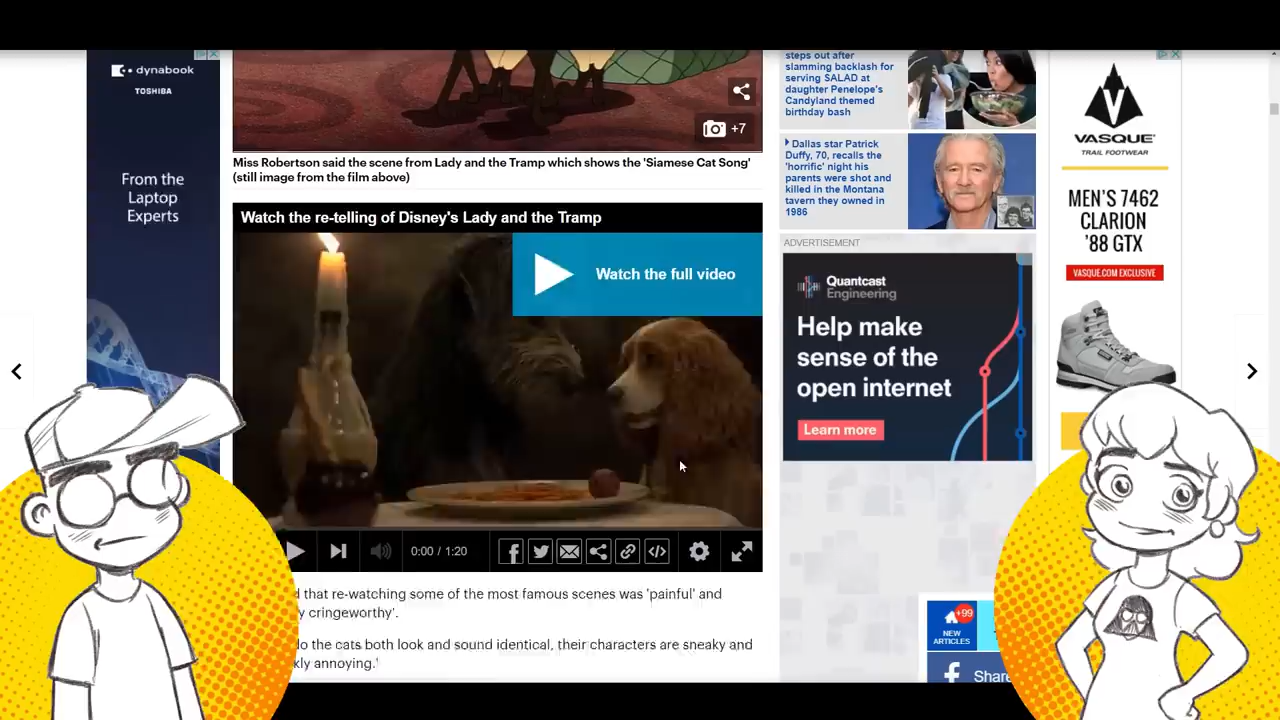 dynabook
TOSHIBA
From the
Laptop
Experts
+7
Miss Robertson said the scene from Lady and the Tramp which shows the 'Siamese Cat Song'
(still image from the film above)
Watch the re-telling of Disney's Lady and the Tramp
Watch the full video
0:00 / 1:20
that re-watching some of the most famous scenes was 'painful' and
cringeworthy'.
the cats both look and sound identical, their characters are sneaky and
annoying.'
steps out after
slamming backlash for
serving SALAD at
daughter Penelope's
Candyland themed
birthday bash
Dallas star Patrick
Duffy, 70, recalls the
'horrific' night his
parents were shot and
killed in the Montana
tavern they owned in
1986
ADVERTISEMENT
Quantcast
Engineering
Help make
sense of the
open internet
Learn more
+99
NEW
ARTICLES
Share
VASQUE
TRAIL FOOTWEAR
MEN'S 7462
CLARION
'88 GTX
VASQUE.COM EXCLUSIVE